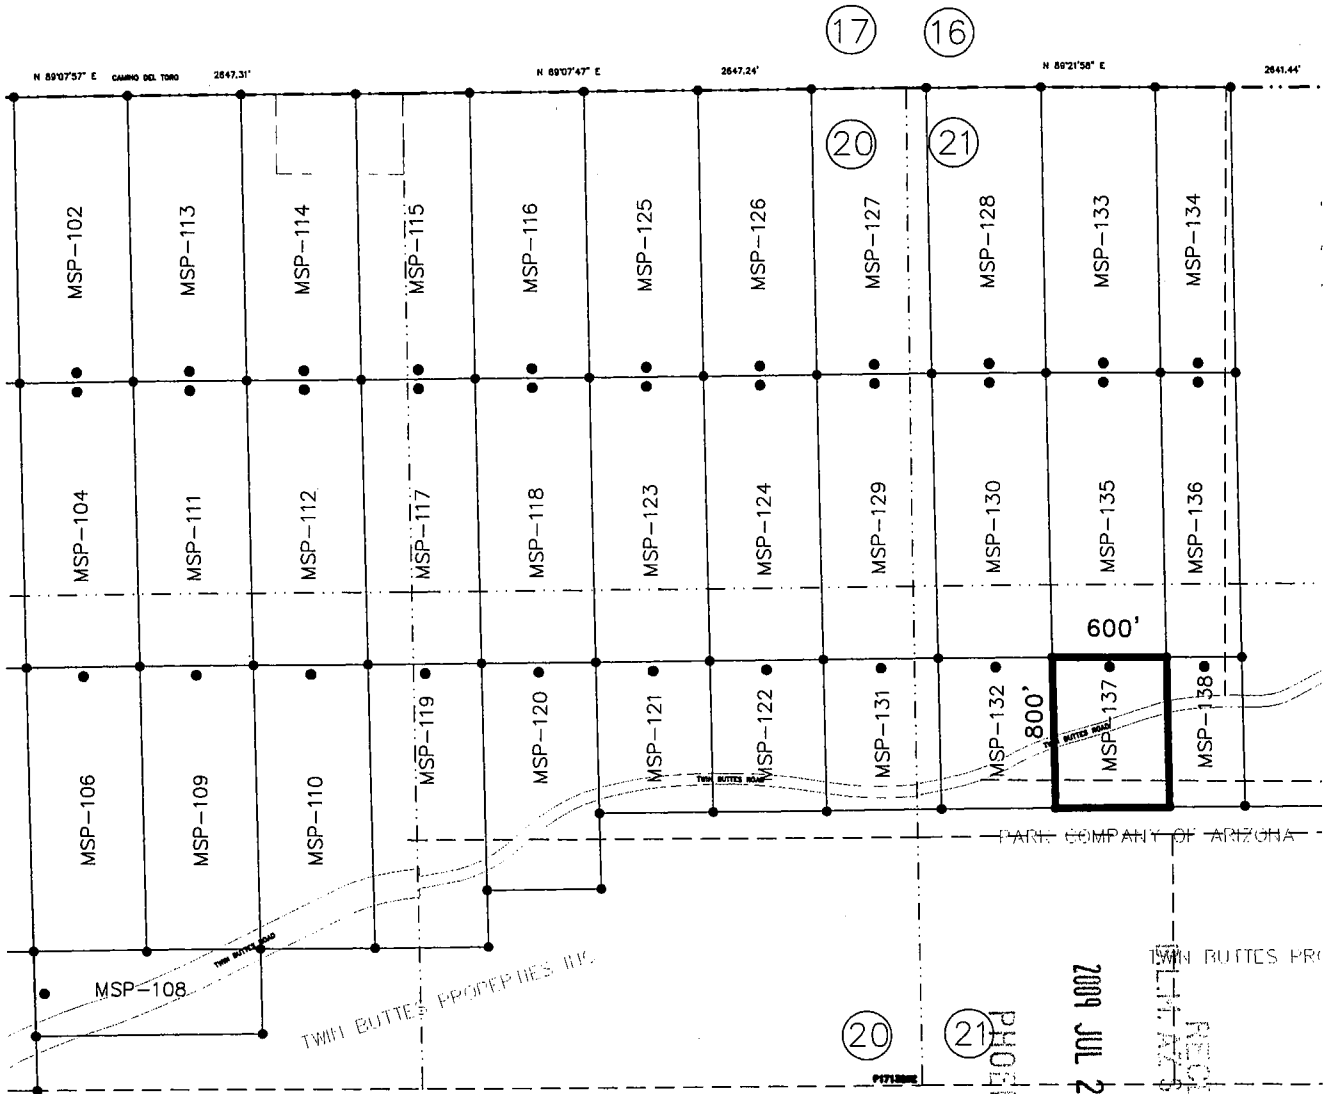 17 16
N 89°07'57" E CAMINO DEL TORO 2647.31' N 89°07'47" E 2647.24' N 89°21'58" E 2641.44'
20 21
MSP-102 MSP-113 MSP-114 MSP-115 MSP-116 MSP-125 MSP-126 MSP-127 MSP-128 MSP-133 MSP-134
MSP-104 MSP-111 MSP-112 MSP-117 MSP-118 MSP-123 MSP-124 MSP-129 MSP-130 MSP-135 MSP-136
600'
800'
MSP-106 MSP-109 MSP-110 MSP-119 MSP-120 MSP-121 MSP-122 MSP-131 MSP-132 MSP-137 MSP-138
TWIN BUTTES ROAD
TWIN BUTTES ROAD
PARK COMPANY OF ARIZONA
TWIN BUTTES ROAD
MSP-108
TWIN BUTTES PROPERTIES INC.
TWIN BUTTES
20 21
2009 JUL 2